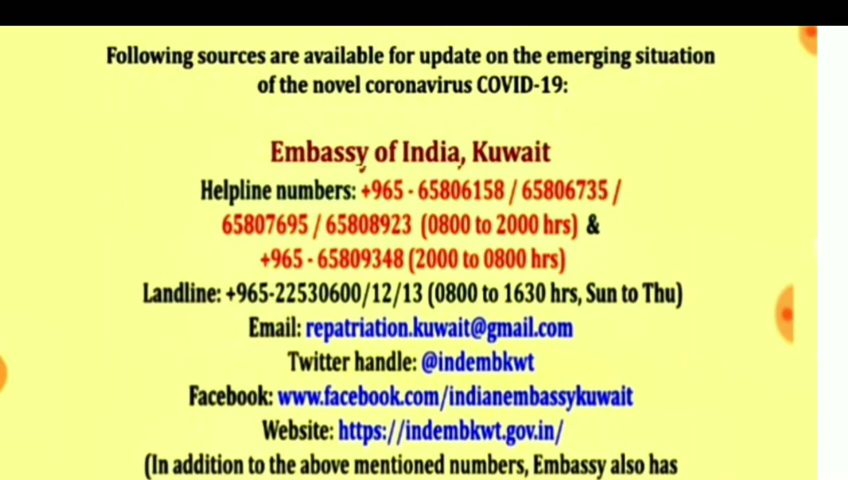 Following sources are available for update on the emerging situation
of the novel coronavirus COVID-19:
Embassy of India, Kuwait
Helpline numbers: +965 - 65806158 / 65806735 /
65807695 / 65808923 (0800 to 2000 hrs) &
+965 - 65809348 (2000 to 0800 hrs)
Landline: +965-22530600/12/13 (0800 to 1630 hrs, Sun to Thu)
Email: repatriation.kuwait@gmail.com
Twitter handle: @indembkwt
Facebook: www.facebook.com/indianembassykuwait
Website: https://indembkwt.gov.in/
(In addition to the above mentioned numbers, Embassy also has